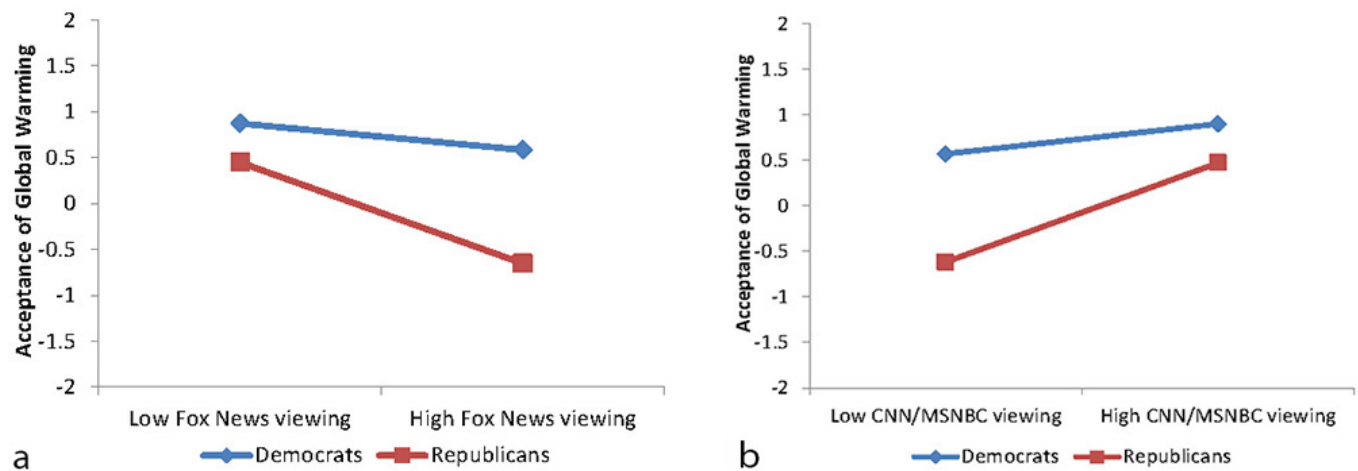 Acceptance of Global Warming
2
1.5
1
0.5
0
-0.5
-1
-1.5
-2
Low Fox News viewing High Fox News viewing
Democrats Republicans
a
Acceptance of Global Warming
2
1.5
1
0.5
0
-0.5
-1
-1.5
-2
Low CNN/MSNBC viewing High CNN/MSNBC viewing
Democrats Republicans
b